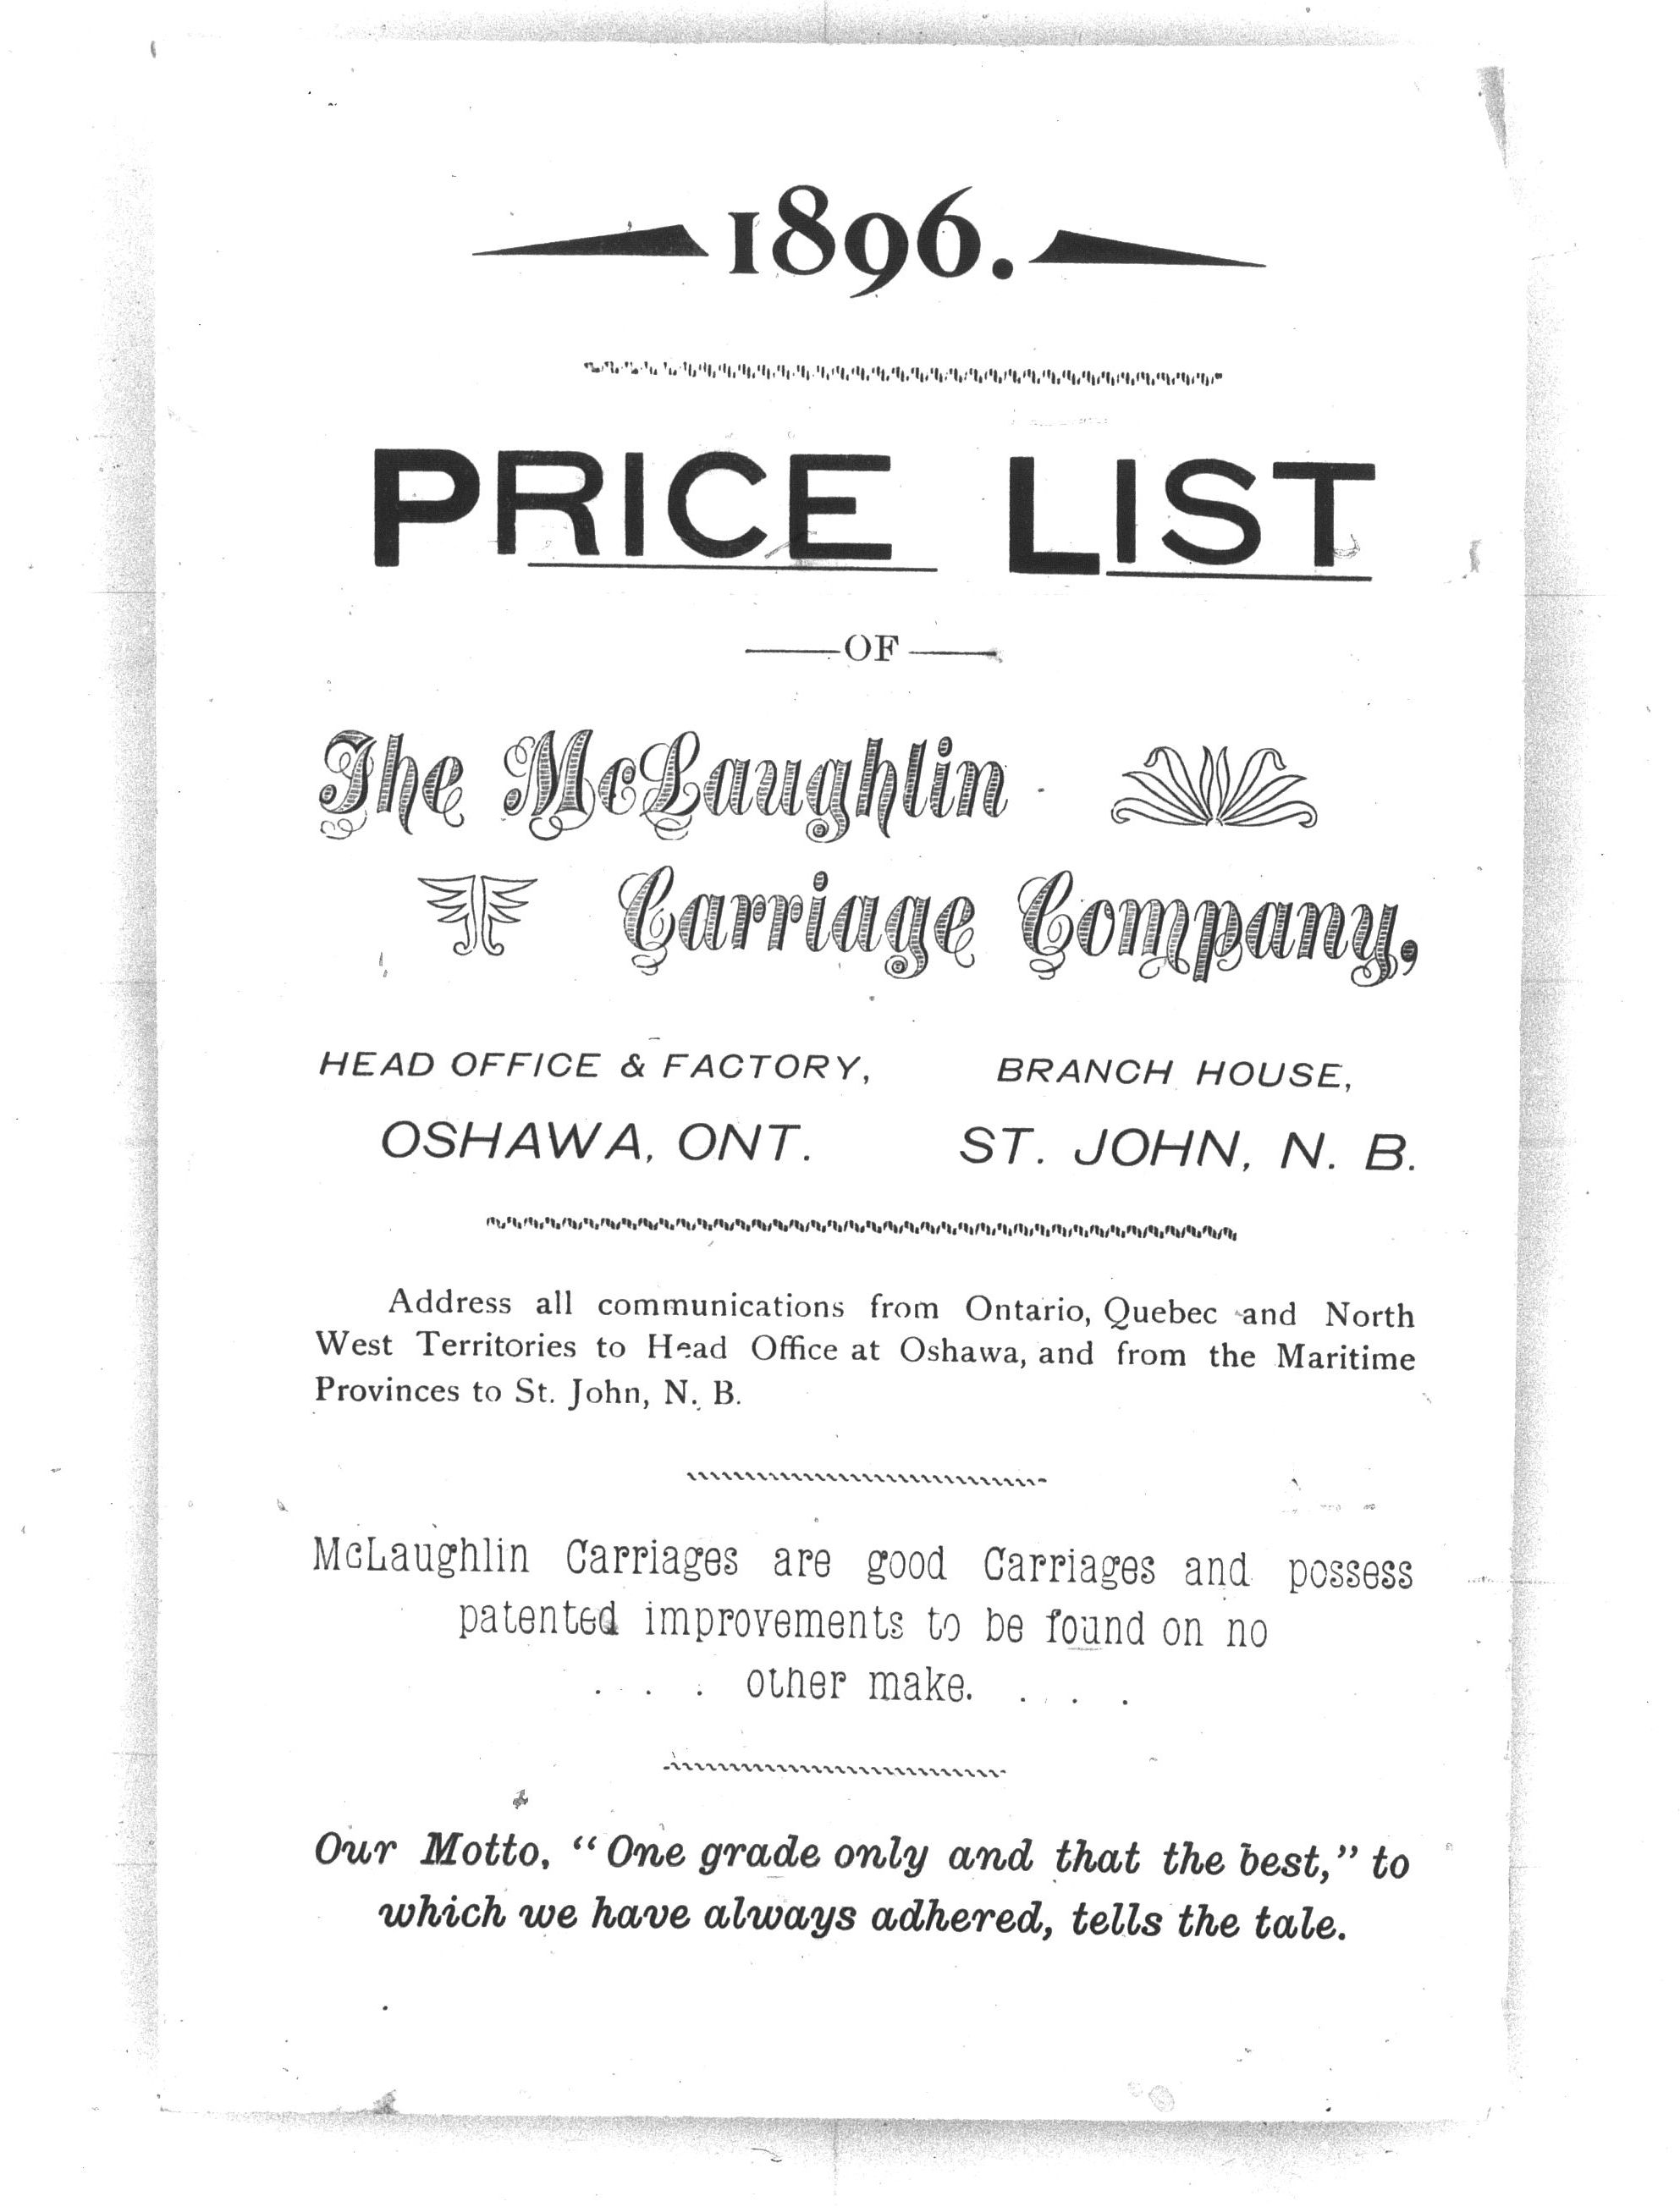 1896.
PRICE LIST
OF
The McLaughlin
Carriage Company,
HEAD OFFICE & FACTORY,
OSHAWA, ONT.
BRANCH HOUSE,
ST. JOHN, N. B.
Address all communications from Ontario, Quebec and North
West Territories to Head Office at Oshawa, and from the Maritime
Provinces to St. John, N. B.
McLaughlin Carriages are good Carriages and possess
patented improvements to be found on no
. . . other make. . . . .
Our Motto, “One grade only and that the best,” to
which we have always adhered, tells the tale.